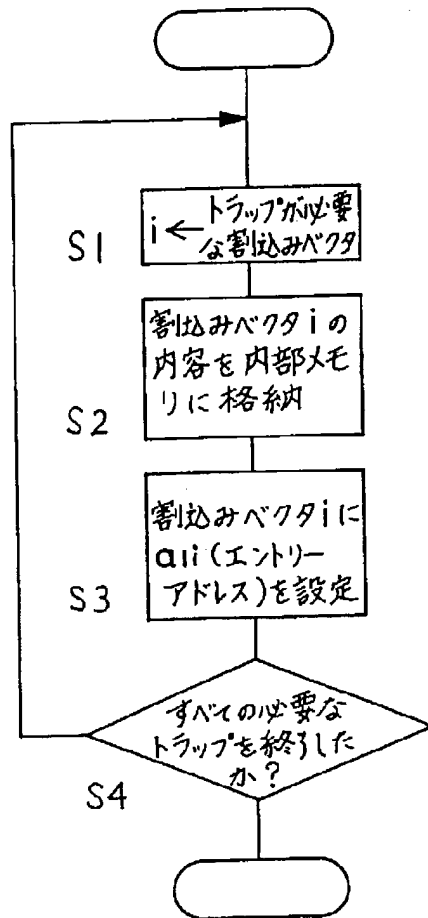 S1
i←トラップが必要
な割込みベクタ
S2
割込みベクタiの
内容を内部メモ
リに格納
S3
割込みベクタiに
a1i(エントリー
アドレス)を設定
S4
すべての必要な
トラップを終了した
か?